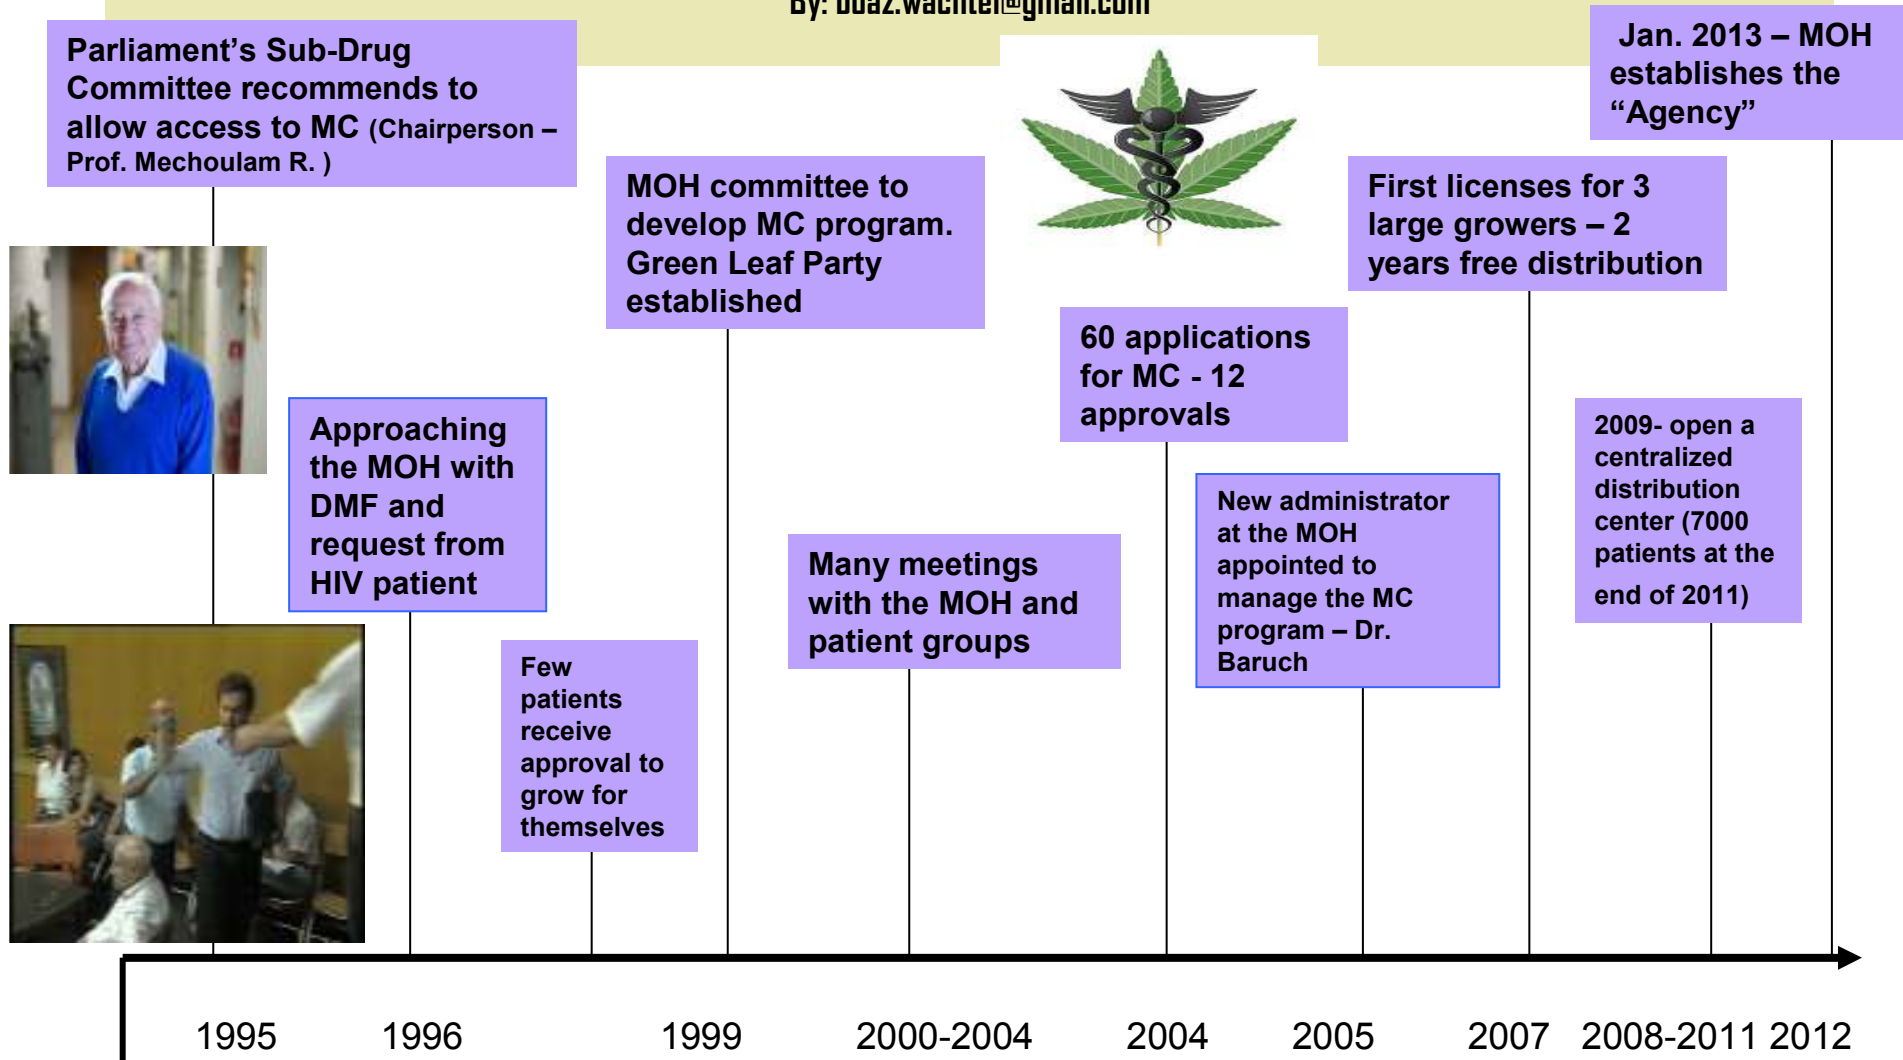 By: boaz.wachtel@gmail.com
Parliament’s Sub-Drug
Committee recommends to
allow access to MC (Chairperson –
Prof. Mechoulam R. )
Approaching
the MOH with
DMF and
request from
HIV patient
Few
patients
receive
approval to
grow for
themselves
MOH committee to
develop MC program.
Green Leaf Party
established
Many meetings
with the MOH and
patient groups
60 applications
for MC - 12
approvals
New administrator
at the MOH
appointed to
manage the MC
program – Dr.
Baruch
First licenses for 3
large growers – 2
years free distribution
2009- open a
centralized
distribution
center (7000
patients at the
end of 2011)
Jan. 2013 – MOH
establishes the
“Agency”
1995 1996 1999 2000-2004 2004 2005 2007 2008-2011 2012